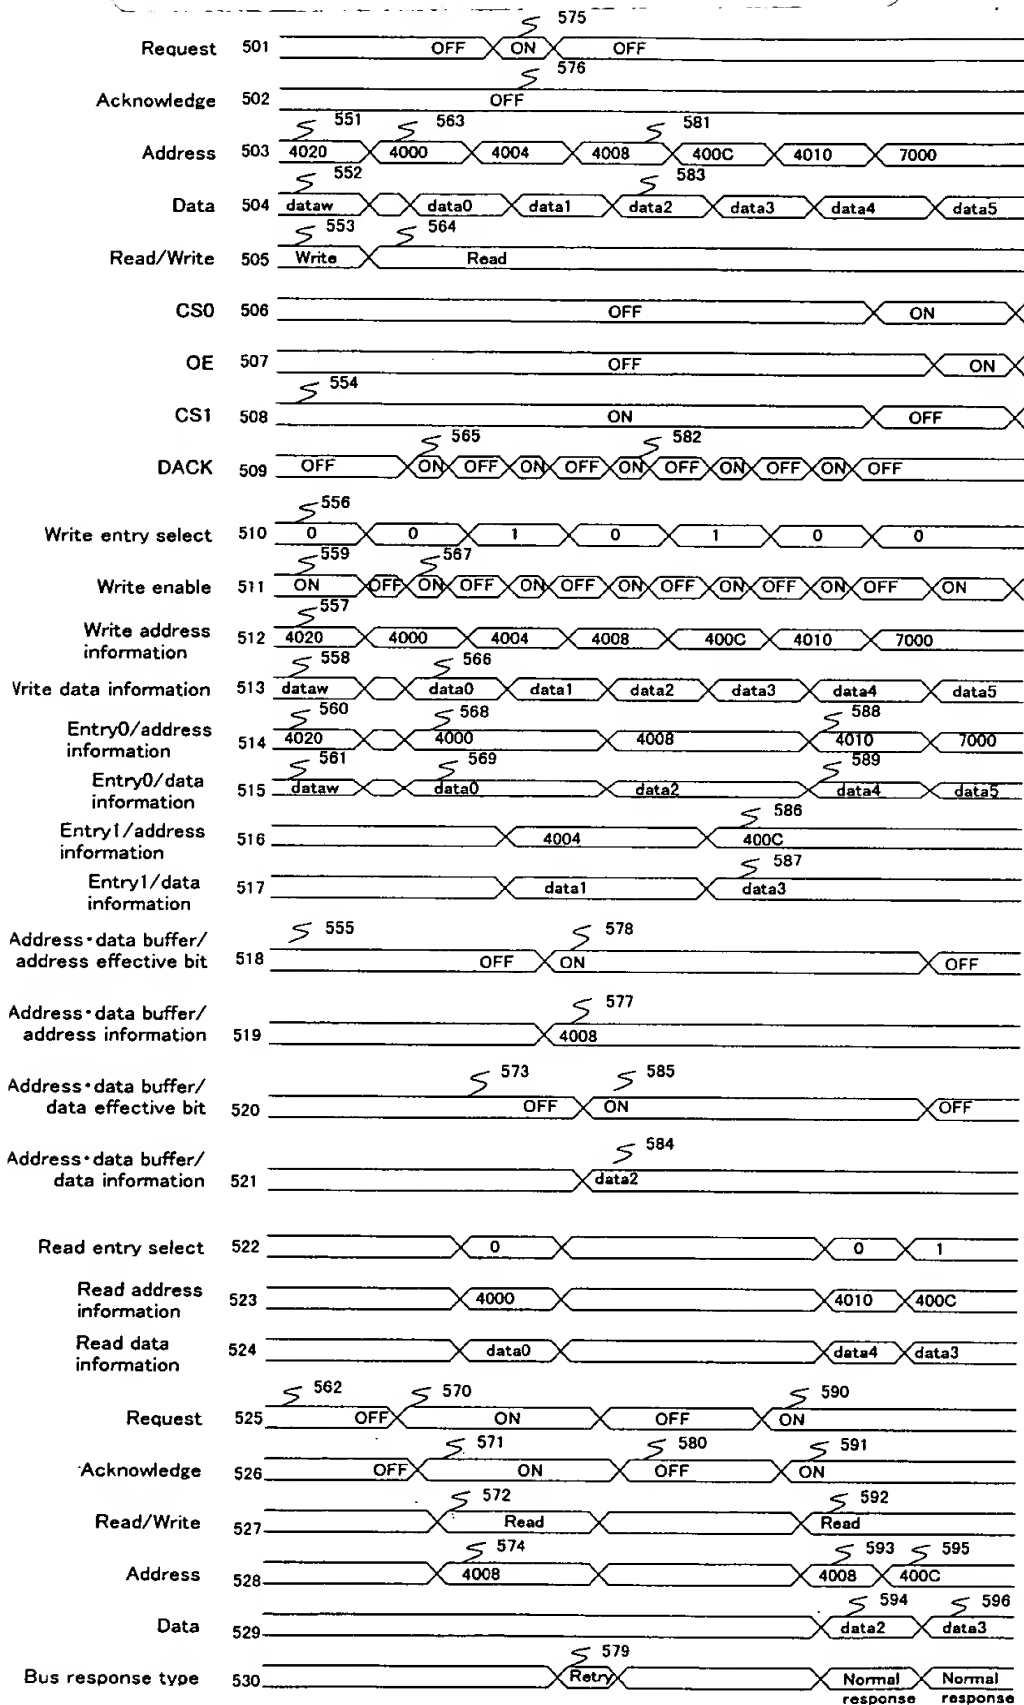 575
Request 501 OFF ON OFF
576
Acknowledge 502 OFF
551 563 581
Address 503 4020 4000 4004 4008 400C 4010 7000
552 583
Data 504 dataw data0 data1 data2 data3 data4 data5
553 564
Read/Write 505 Write Read
CS0 506 OFF ON
OE 507 OFF ON
554
CS1 508 ON OFF
565 582
DACK 509 OFF ON OFF ON OFF ON OFF ON OFF ON OFF
556
Write entry select 510 0 0 1 0 1 0 0
559 567
Write enable 511 ON OFF ON OFF ON OFF ON OFF ON OFF ON OFF ON
557
Write address
information 512 4020 4000 4004 4008 400C 4010 7000
558 566
Vrite data information 513 dataw data0 data1 data2 data3 data4 data5
560 568 588
Entry0/address
information 514 4020 4000 4008 4010 7000
561 569 589
Entry0/data
information 515 dataw data0 data2 data4 data5
586
Entry1/address
information 516 4004 400C
587
Entry1/data
information 517 data1 data3
555 578
Address·data buffer/
address effective bit 518 OFF ON OFF
577
Address·data buffer/
address information 519 4008
573 585
Address·data buffer/
data effective bit 520 OFF ON OFF
584
Address·data buffer/
data information 521 data2
Read entry select 522 0 0 1
Read address
information 523 4000 4010 400C
Read data
information 524 data0 data4 data3
562 570 590
Request 525 OFF ON OFF ON
571 580 591
Acknowledge 526 OFF ON OFF ON
572 592
Read/Write 527 Read Read
574 593 595
Address 528 4008 4008 400C
594 596
Data 529 data2 data3
579
Bus response type 530 Retry Normal response Normal response